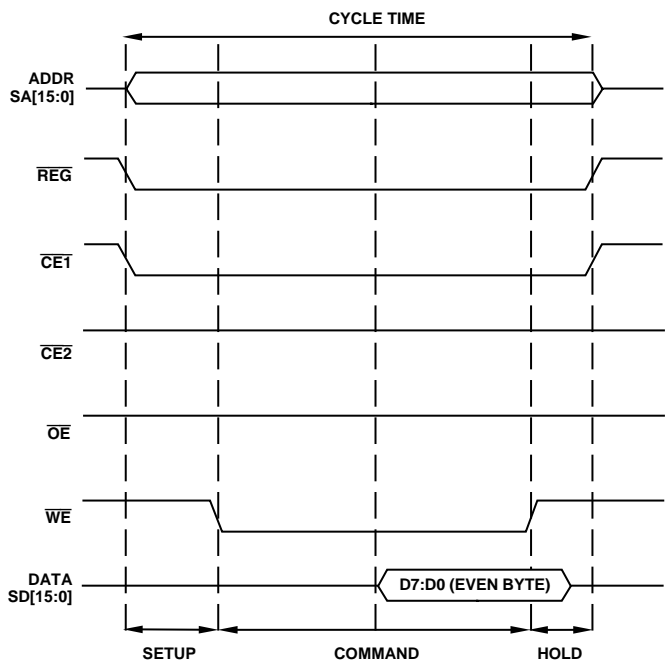 CYCLE TIME
ADDR
SA[15:0]
REG
CE1
CE2
OE
WE
DATA
SD[15:0]
D7:D0 (EVEN BYTE)
SETUP
COMMAND
HOLD